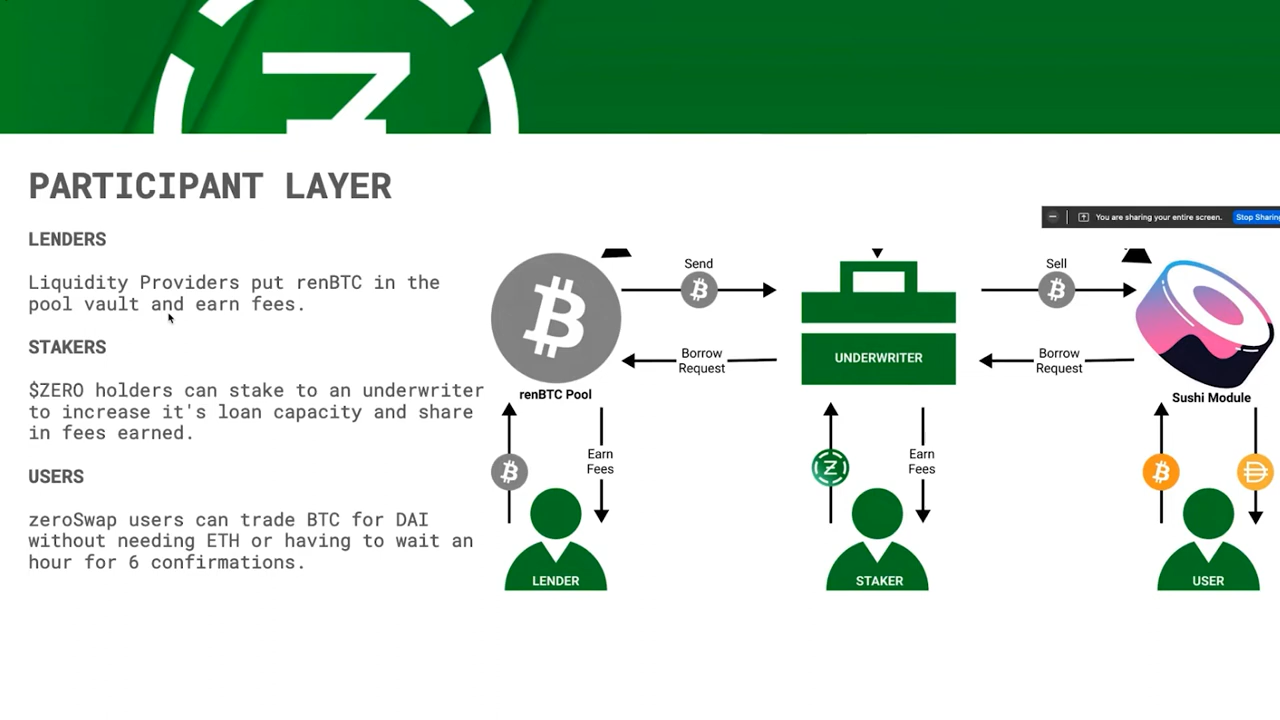 PARTICIPANT LAYER
LENDERS
Liquidity Providers put renBTC in the
pool vault and earn fees.
STAKERS
$ZERO holders can stake to an underwriter
to increase it's loan capacity and share
in fees earned.
USERS
zeroSwap users can trade BTC for DAI
without needing ETH or having to wait an
hour for 6 confirmations.
You are sharing your entire screen.
Stop Sharing
Send
Sell
UNDERWRITER
Borrow
Request
Borrow
Request
renBTC Pool
Sushi Module
Earn
Fees
Earn
Fees
LENDER
STAKER
USER